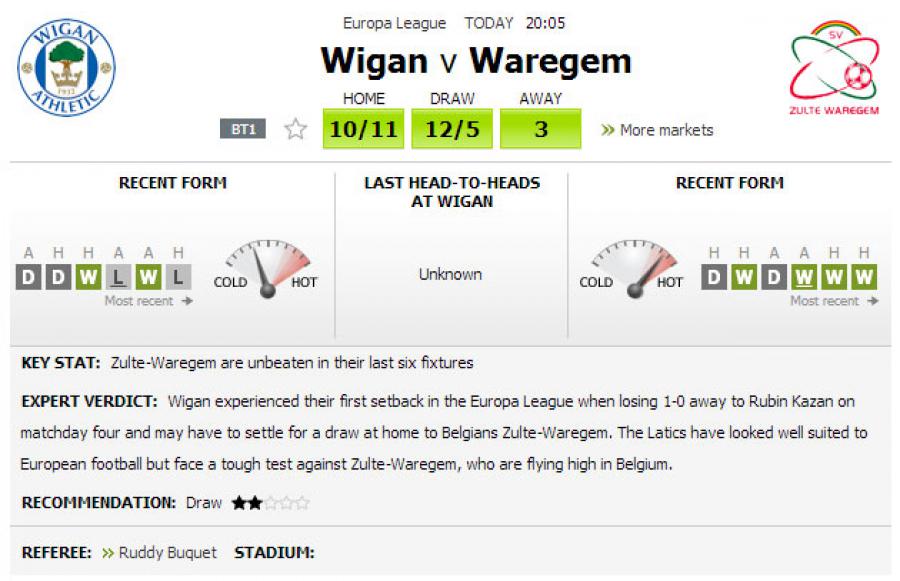 WIGAN
ATHLETIC
1932
SV
ZULTE WAREGEM
Europa League TODAY 20:05
Wigan v Waregem
HOME DRAW AWAY
BT1 10/11 12/5 3 » More markets
RECENT FORM
A H H A A H
D D W L W L
Most recent →
COLD HOT
LAST HEAD-TO-HEADS
AT WIGAN
Unknown
RECENT FORM
COLD HOT
H H A A H H
D W D W W W
Most recent →
KEY STAT: Zulte-Waregem are unbeaten in their last six fixtures
EXPERT VERDICT: Wigan experienced their first setback in the Europa League when losing 1-0 away to Rubin Kazan on
matchday four and may have to settle for a draw at home to Belgians Zulte-Waregem. The Latics have looked well suited to
European football but face a tough test against Zulte-Waregem, who are flying high in Belgium.
RECOMMENDATION: Draw ★★☆☆☆
REFEREE: » Ruddy Buquet STADIUM: